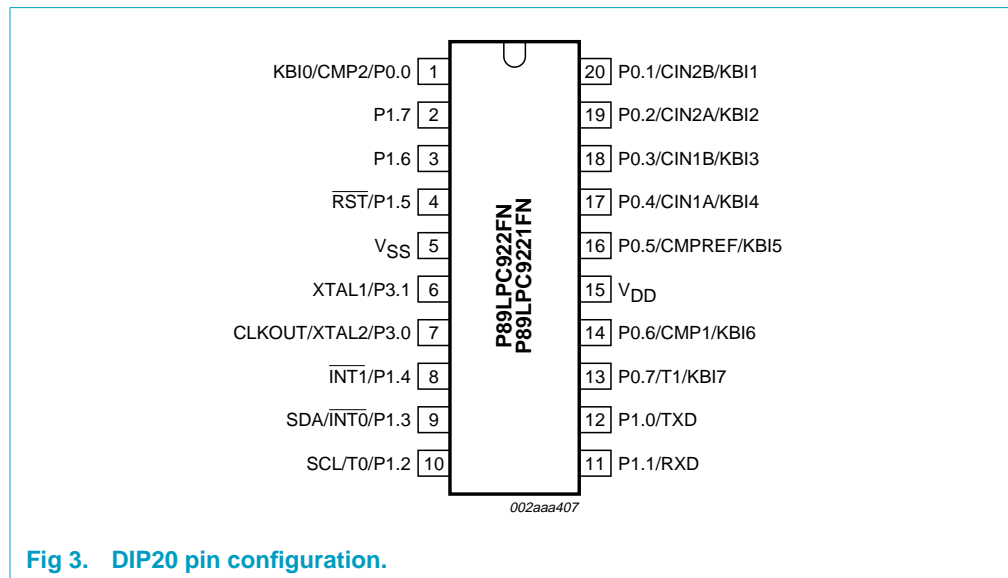 KBI0/CMP2/P0.0 1 20 P0.1/CIN2B/KBI1
P1.7 2 19 P0.2/CIN2A/KBI2
P1.6 3 18 P0.3/CIN1B/KBI3
R̅S̅T̅/P1.5 4 17 P0.4/CIN1A/KBI4
VSS 5 16 P0.5/CMPREF/KBI5
XTAL1/P3.1 6 15 VDD
CLKOUT/XTAL2/P3.0 7 14 P0.6/CMP1/KBI6
I̅N̅T̅1̅/P1.4 8 13 P0.7/T1/KBI7
SDA/I̅N̅T̅0̅/P1.3 9 12 P1.0/TXD
SCL/T0/P1.2 10 11 P1.1/RXD
P89LPC922FN
P89LPC9221FN
002aaa407
Fig 3. DIP20 pin configuration.